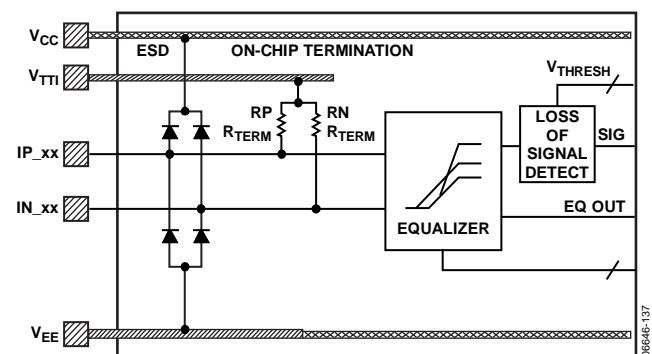 VCC
ESD
ON-CHIP TERMINATION
VTTI
VTHRESH
RP
RTERM
RN
RTERM
LOSS
OF
SIGNAL
DETECT
SIG
IP_xx
IN_xx
EQUALIZER
EQ OUT
VEE
06646-137